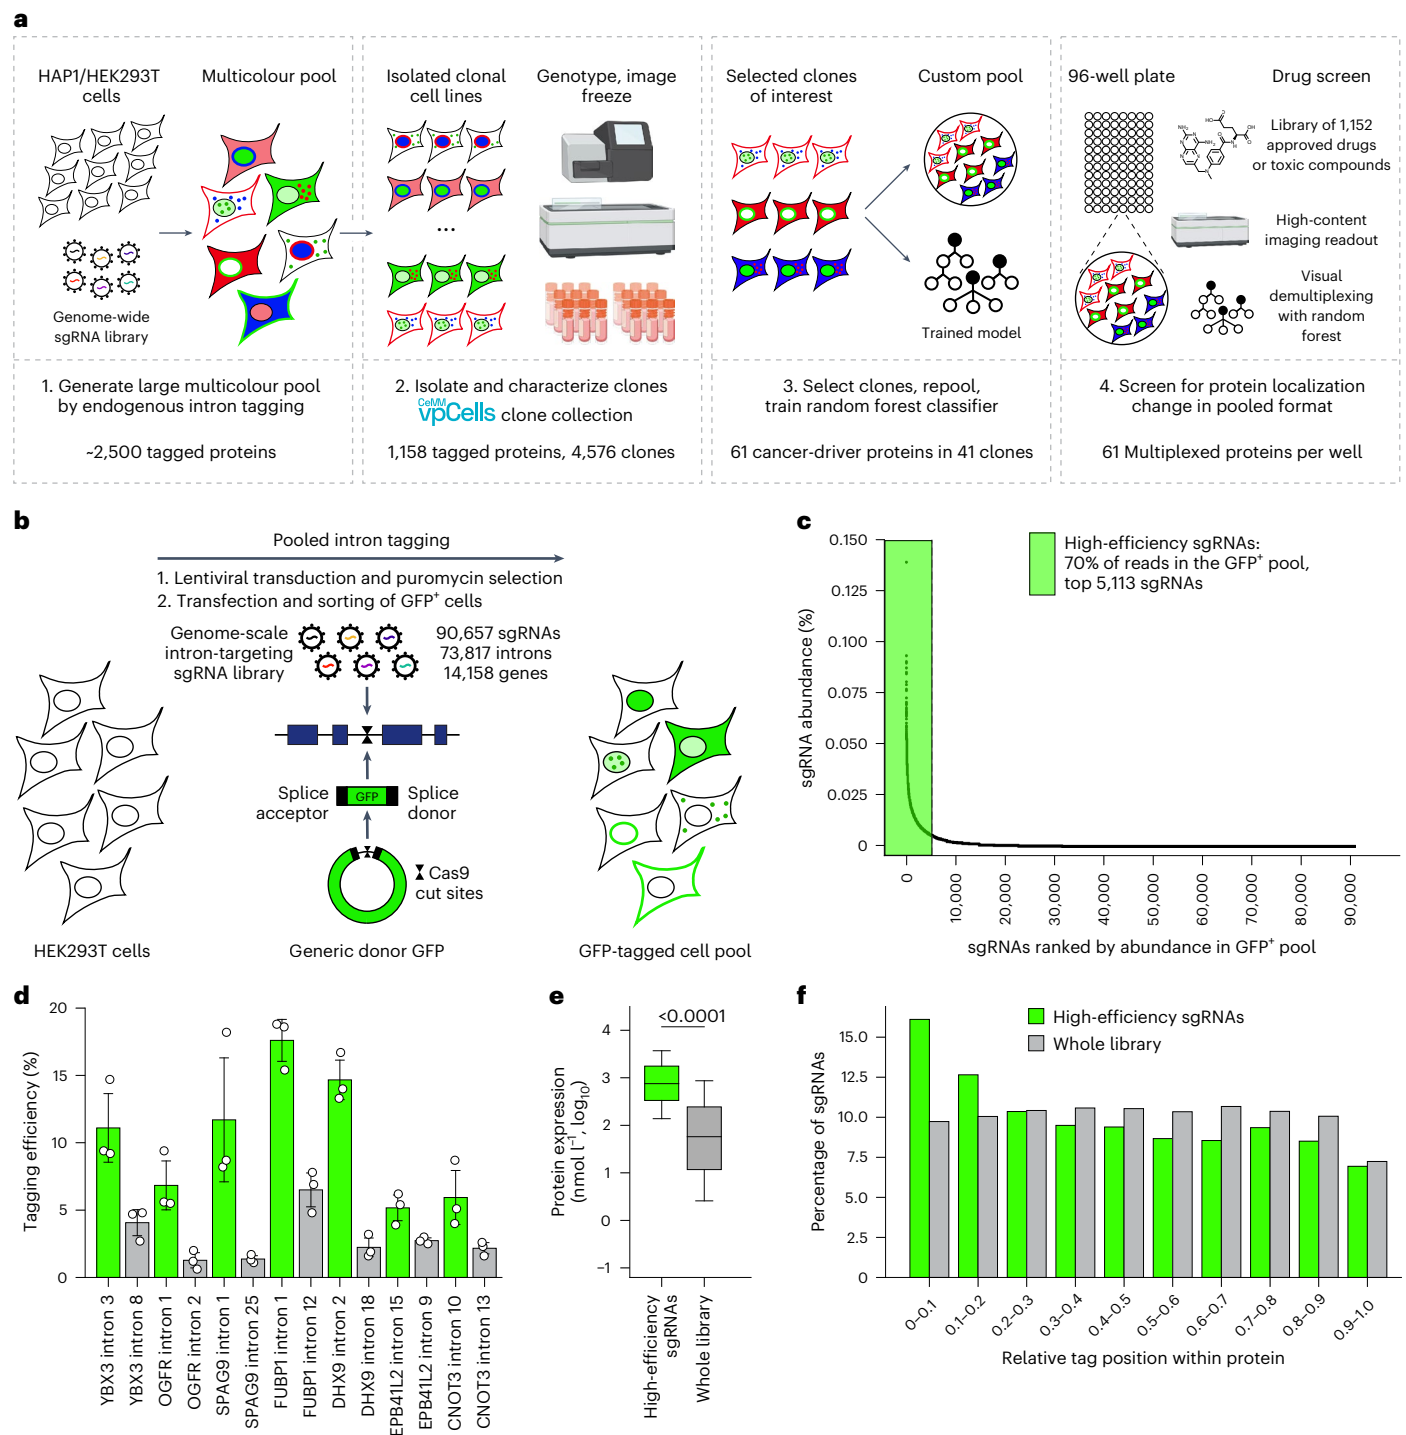 a
HAP1/HEK293T
cells
Multicolour pool
Genome-wide
sgRNA library
1. Generate large multicolour pool
by endogenous intron tagging
~2,500 tagged proteins
Isolated clonal
cell lines
Genotype, image
freeze
...
2. Isolate and characterize clones
CeMM
vpCells clone collection
1,158 tagged proteins, 4,576 clones
Selected clones
of interest
Custom pool
Trained model
3. Select clones, repool,
train random forest classifier
61 cancer-driver proteins in 41 clones
96-well plate
Drug screen
Library of 1,152
approved drugs
or toxic compounds
High-content
imaging readout
Visual
demultiplexing
with random
forest
4. Screen for protein localization
change in pooled format
61 Multiplexed proteins per well
b
Pooled intron tagging
1. Lentiviral transduction and puromycin selection
2. Transfection and sorting of GFP+ cells
Genome-scale
intron-targeting
sgRNA library
90,657 sgRNAs
73,817 introns
14,158 genes
Splice
acceptor
GFP
Splice
donor
Cas9
cut sites
HEK293T cells
Generic donor GFP
GFP-tagged cell pool
c
High-efficiency sgRNAs:
70% of reads in the GFP+ pool,
top 5,113 sgRNAs
sgRNA abundance (%)
0.150
0.125
0.100
0.075
0.050
0.025
0
0
10,000
20,000
30,000
40,000
50,000
60,000
70,000
80,000
90,000
sgRNAs ranked by abundance in GFP+ pool
d
Tagging efficiency (%)
20
15
10
5
0
YBX3 intron 3
YBX3 intron 8
OGFR intron 1
OGFR intron 2
SPAG9 intron 1
SPAG9 intron 25
FUBP1 intron 1
FUBP1 intron 12
DHX9 intron 2
DHX9 intron 18
EPB41L2 intron 15
EPB41L2 intron 9
CNOT3 intron 10
CNOT3 intron 13
e
Protein expression
(nmol l−1, log10)
<0.0001
4
3
2
1
0
−1
High-efficiency
sgRNAs
Whole library
f
High-efficiency sgRNAs
Whole library
Percentage of sgRNAs
15.0
12.5
10.0
7.5
5.0
2.5
0
0–0.1
0.1–0.2
0.2–0.3
0.3–0.4
0.4–0.5
0.5–0.6
0.6–0.7
0.7–0.8
0.8–0.9
0.9–1.0
Relative tag position within protein